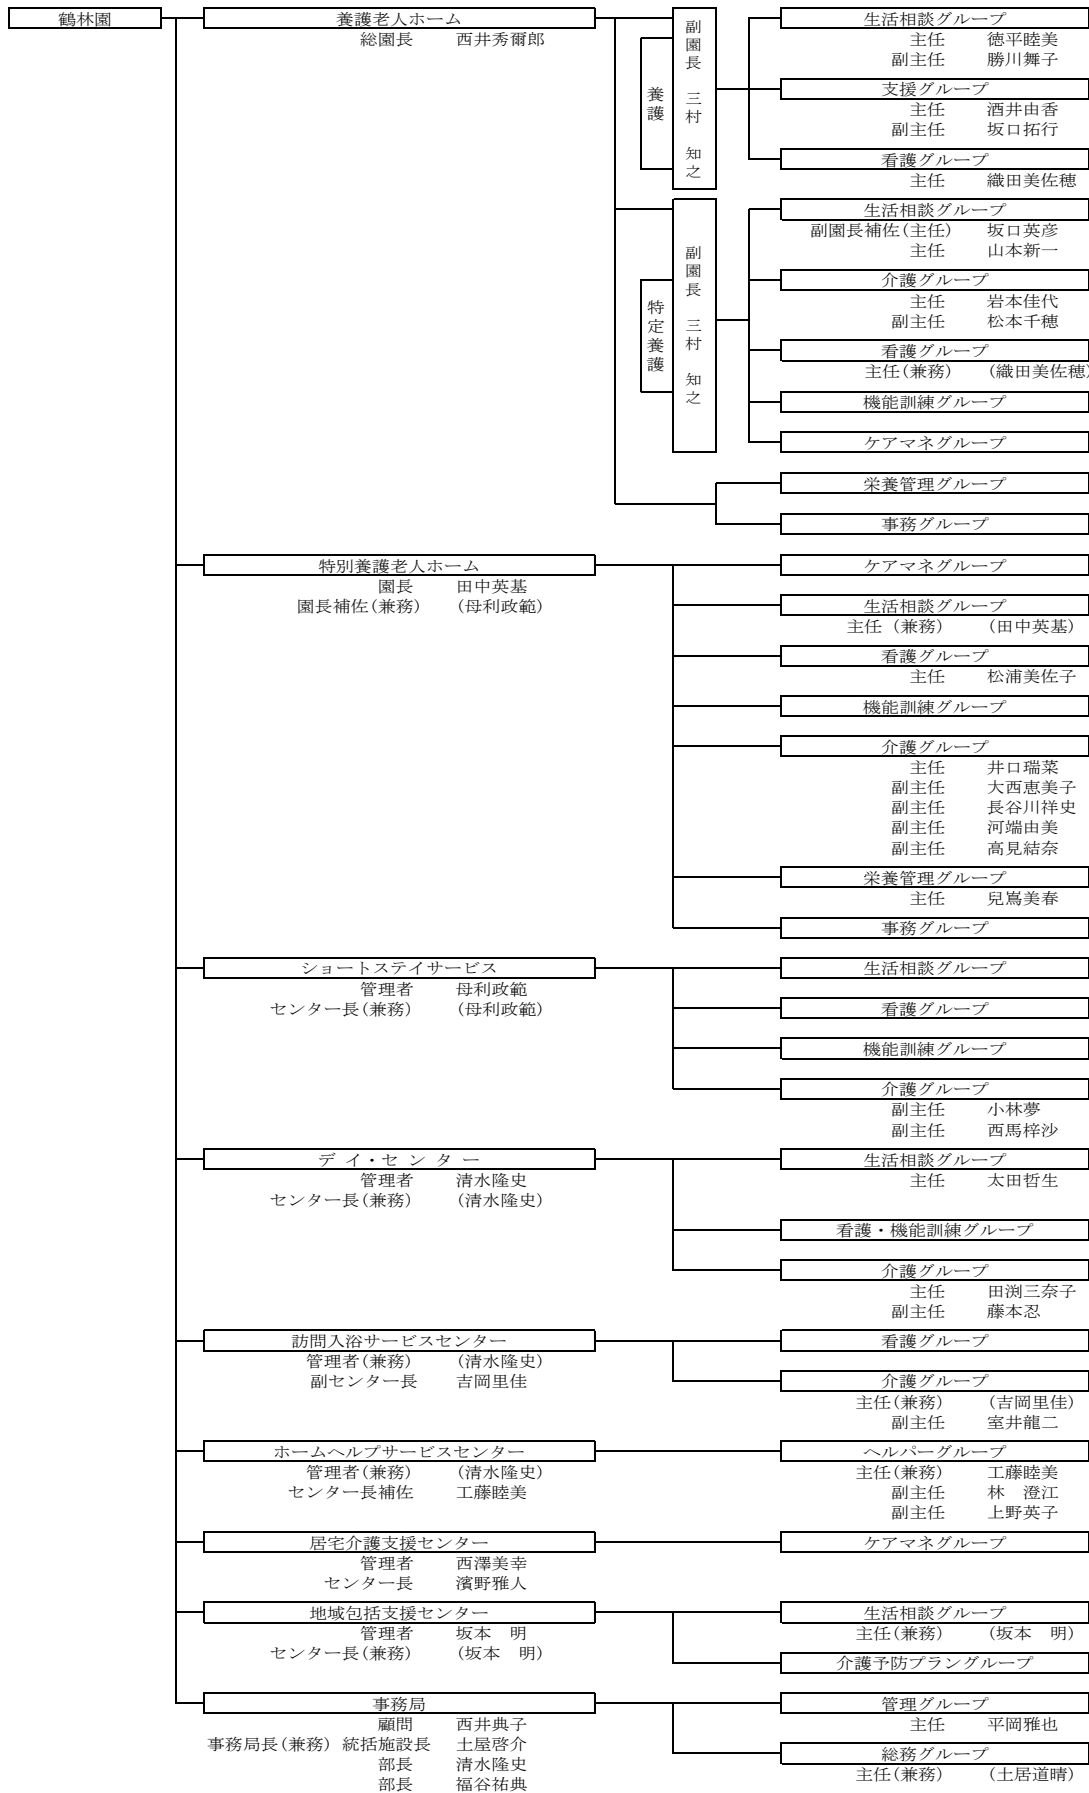 鶴林園
養護老人ホーム
総園長 西井秀爾郎
養護
副園長 三村 知之
生活相談グループ
主任 徳平睦美
副主任 勝川舞子
支援グループ
主任 酒井由香
副主任 坂口拓行
看護グループ
主任 織田美佐穂
特定養護
副園長 三村 知之
生活相談グループ
副園長補佐(主任) 坂口英彦
主任 山本新一
介護グループ
主任 岩本佳代
副主任 松本千穂
看護グループ
主任(兼務) (織田美佐穂)
機能訓練グループ
ケアマネグループ
栄養管理グループ
事務グループ
特別養護老人ホーム
園長 田中英基
園長補佐(兼務) (母利政範)
ケアマネグループ
生活相談グループ
主任(兼務) (田中英基)
看護グループ
主任 松浦美佐子
機能訓練グループ
介護グループ
主任 井口瑞菜
副主任 大西恵美子
副主任 長谷川祥史
副主任 河端由美
副主任 高見結奈
栄養管理グループ
主任 兒嶌美春
事務グループ
ショートステイサービス
管理者 母利政範
センター長(兼務) (母利政範)
生活相談グループ
看護グループ
機能訓練グループ
介護グループ
副主任 小林夢
副主任 西馬梓沙
デイ・センター
管理者 清水隆史
センター長(兼務) (清水隆史)
生活相談グループ
主任 太田哲生
看護・機能訓練グループ
介護グループ
主任 田渕三奈子
副主任 藤本忍
訪問入浴サービスセンター
管理者(兼務) (清水隆史)
副センター長 吉岡里佳
看護グループ
介護グループ
主任(兼務) (吉岡里佳)
副主任 室井龍二
ホームヘルプサービスセンター
管理者(兼務) (清水隆史)
センター長補佐 工藤睦美
ヘルパーグループ
主任(兼務) 工藤睦美
副主任 林 澄江
副主任 上野英子
居宅介護支援センター
管理者 西澤美幸
センター長 濱野雅人
ケアマネグループ
地域包括支援センター
管理者 坂本 明
センター長(兼務) (坂本 明)
生活相談グループ
主任(兼務) (坂本 明)
介護予防プラングループ
事務局
顧問 西井典子
事務局長(兼務) 統括施設長 土屋啓介
部長 清水隆史
部長 福谷祐典
管理グループ
主任 平岡雅也
総務グループ
主任(兼務) (土居道晴)